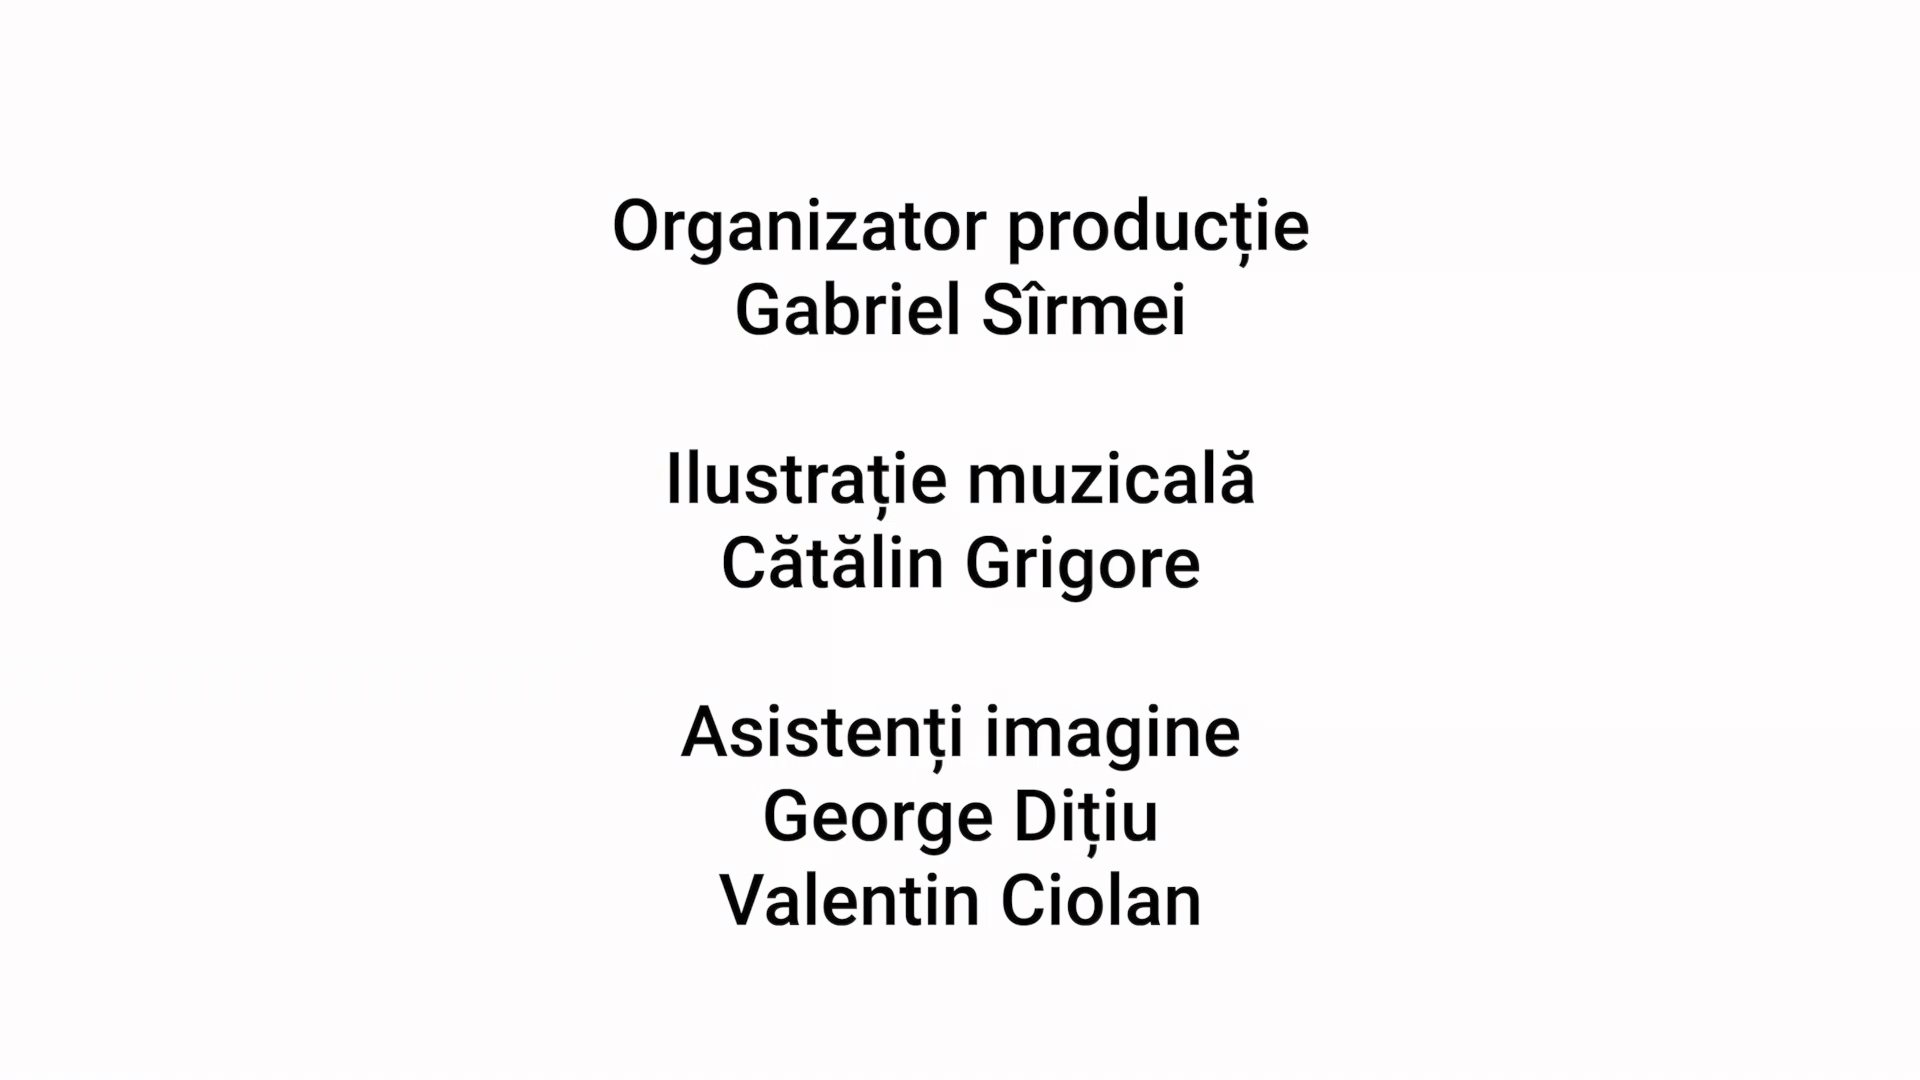 Organizator producție
Gabriel Sîrmei
Ilustrație muzicală
Cătălin Grigore
Asistenți imagine
George Dițiu
Valentin Ciolan